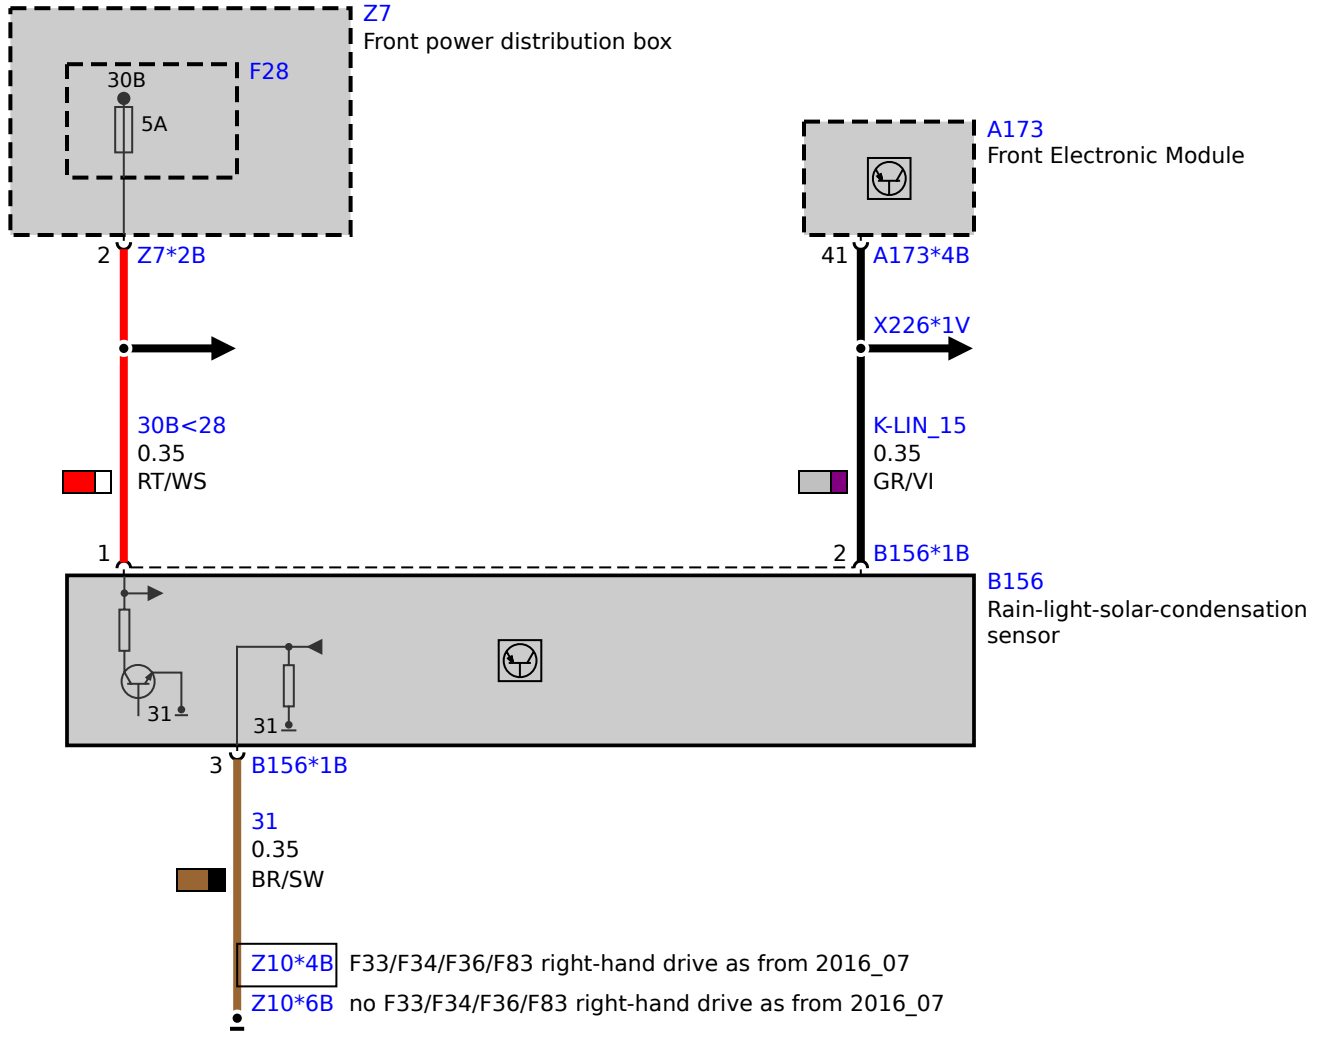 Z7
Front power distribution box
F28
30B
5A
A173
Front Electronic Module
2 Z7*2B
41 A173*4B
X226*1V
30B<28
0.35
RT/WS
K-LIN_15
0.35
GR/VI
1
2 B156*1B
B156
Rain-light-solar-condensation
sensor
31
31
3 B156*1B
31
0.35
BR/SW
Z10*4B F33/F34/F36/F83 right-hand drive as from 2016_07
Z10*6B no F33/F34/F36/F83 right-hand drive as from 2016_07